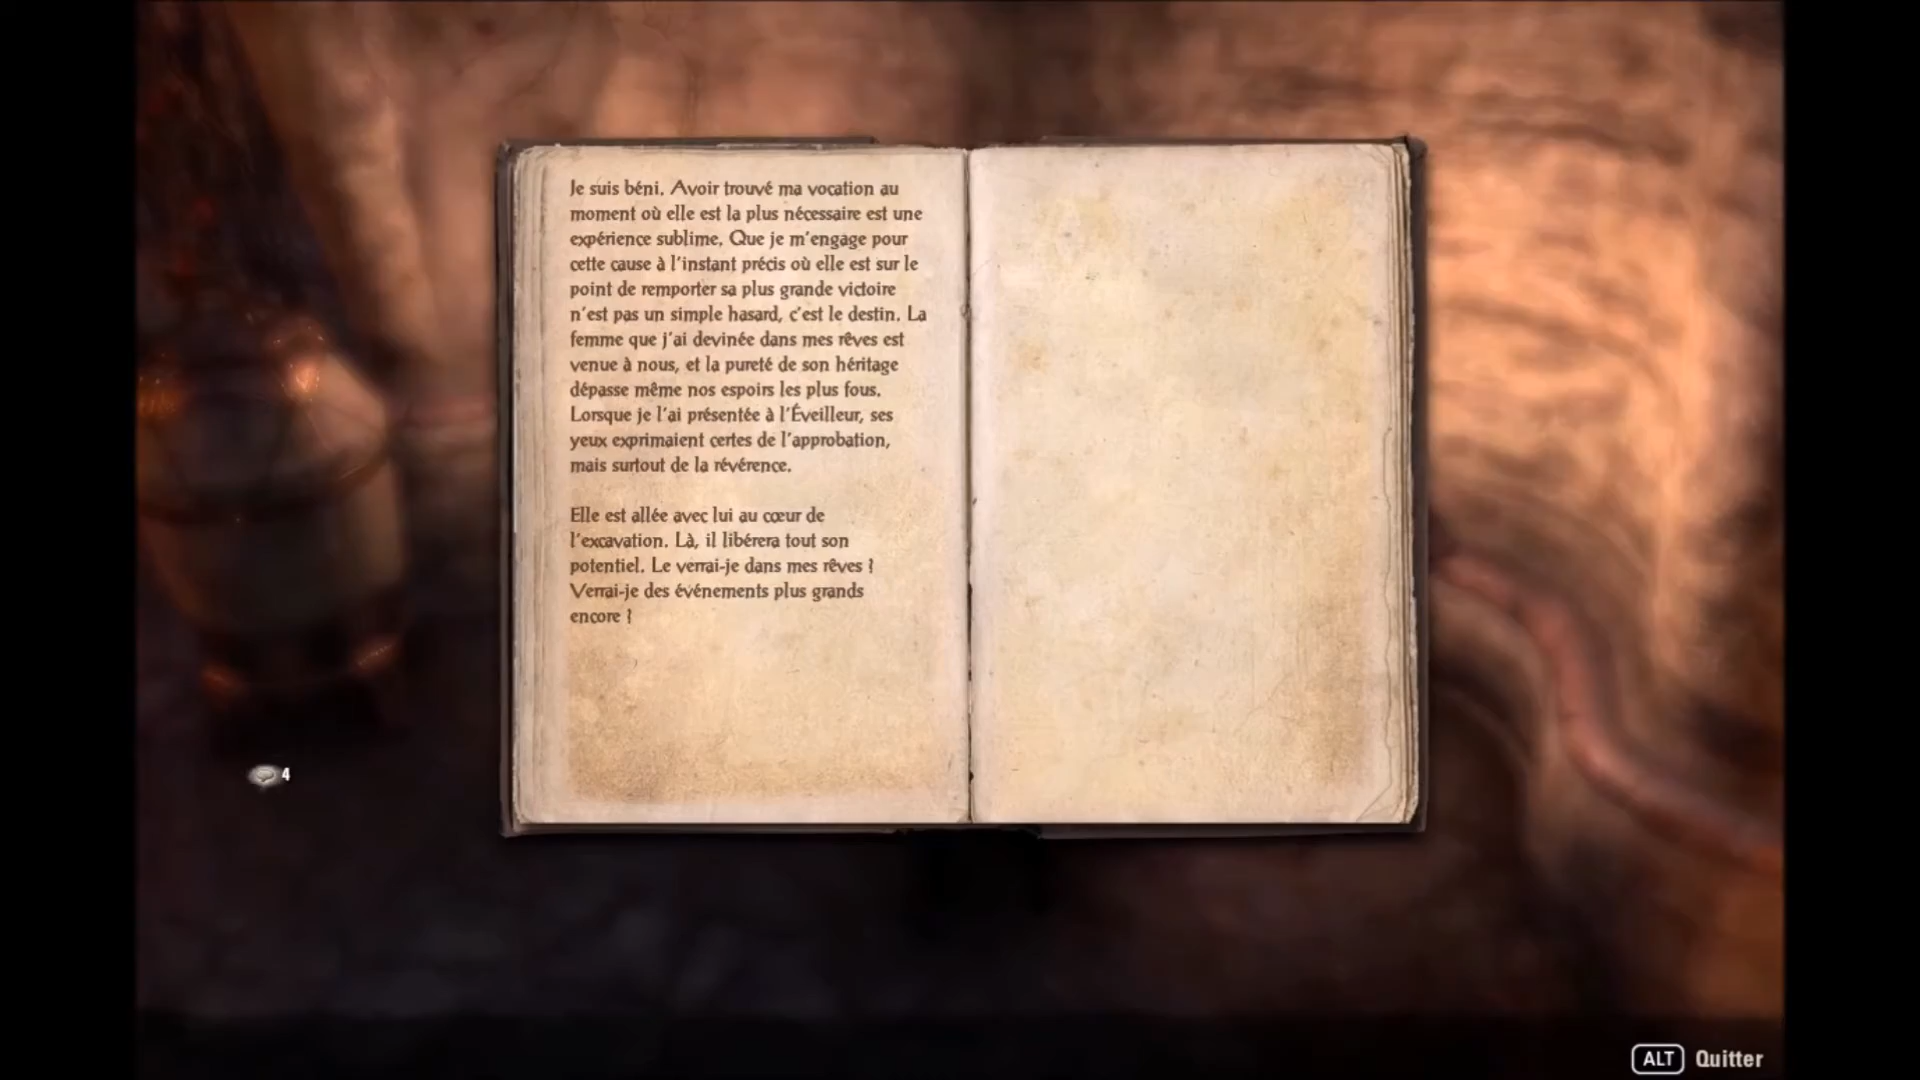 Je suis béni. Avoir trouvé ma vocation au
moment où elle est la plus nécessaire est une
expérience sublime. Que je m'engage pour
cette cause à l'instant précis où elle est sur le
point de remporter sa plus grande victoire
n'est pas un simple hasard, c'est le destin. La
femme que j'ai devinée dans mes rêves est
venue à nous, et la pureté de son héritage
dépasse même nos espoirs les plus fous.
Lorsque je l'ai présentée à l'Éveilleur, ses
yeux exprimaient certes de l'approbation,
mais surtout de la révérence.
Elle est allée avec lui au cœur de
l'excavation. Là, il libérera tout son
potentiel. Le verrai-je dans mes rêves ?
Verrai-je des événements plus grands
encore ?
4
ALT Quitter